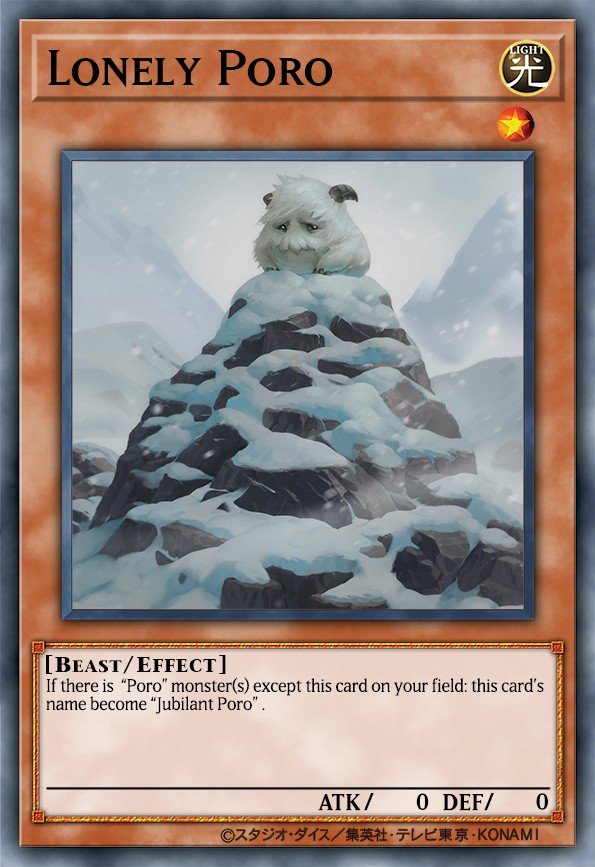 Lonely Poro
LIGHT
光
[Beast/Effect]
If there is “Poro” monster(s) except this card on your field: this card’s
name become “Jubilant Poro” .
ATK/ 0 DEF/ 0
©スタジオ・ダイス／集英社・テレビ東京・KONAMI